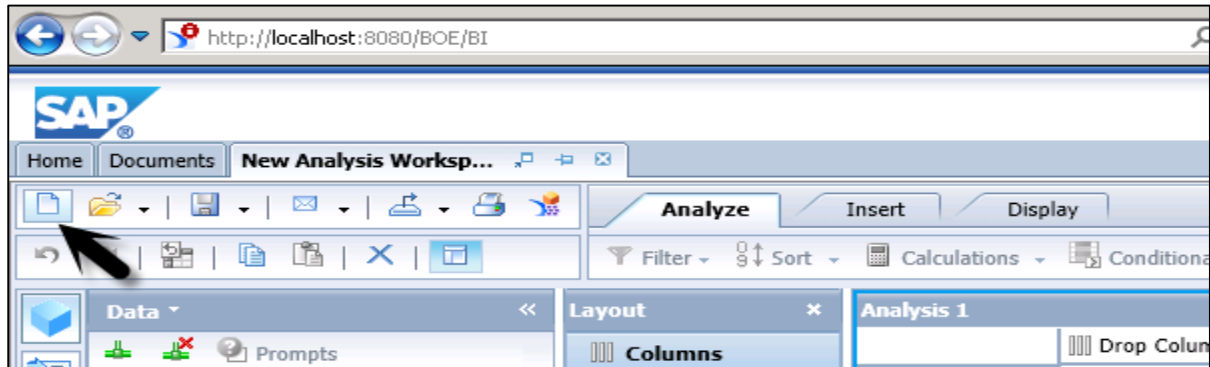 http://localhost:8080/BOE/BI
SAP®
Home Documents New Analysis Worksp...
Analyze Insert Display
Filter Sort Calculations Conditiona
Data Layout Analysis 1
Prompts Columns Drop Colum